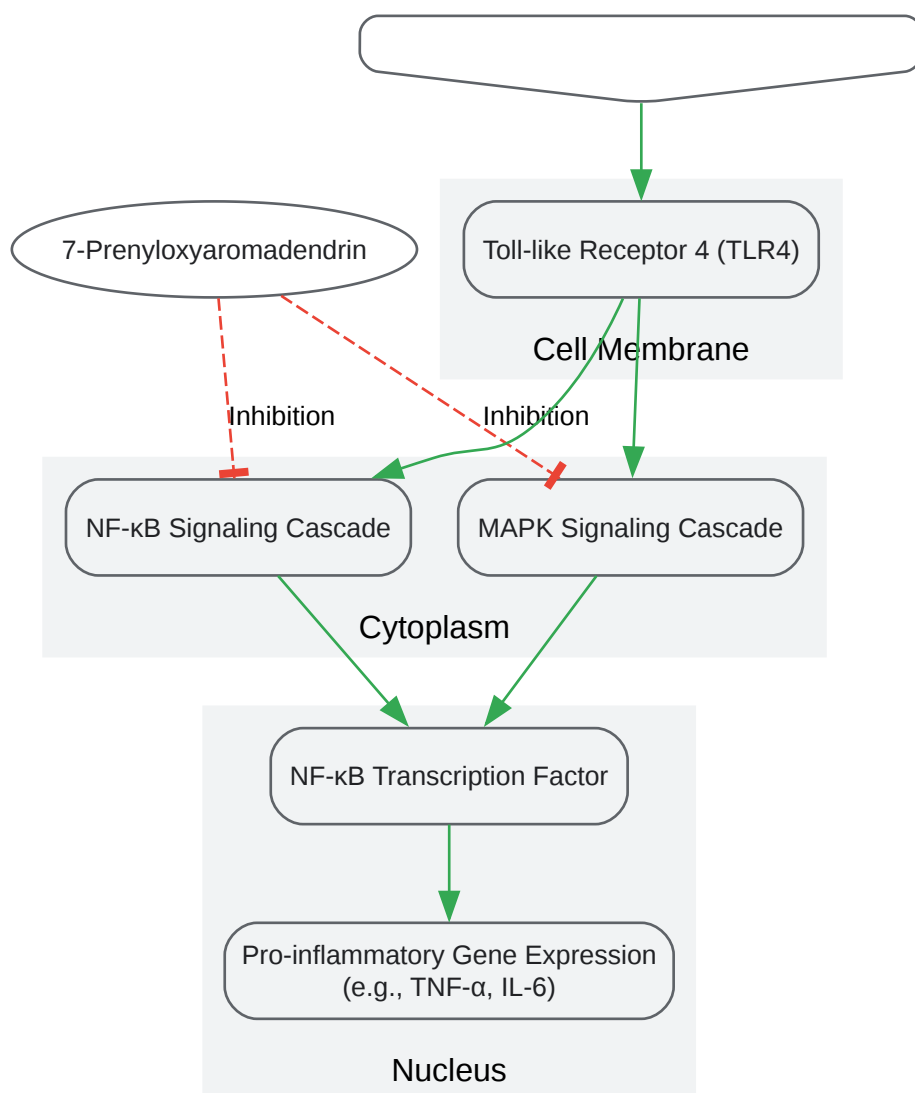 7-Prenyloxyaromadendrin
Toll-like Receptor 4 (TLR4)
Cell Membrane
Inhibition
Inhibition
NF-κB Signaling Cascade
MAPK Signaling Cascade
Cytoplasm
NF-κB Transcription Factor
Pro-inflammatory Gene Expression
(e.g., TNF-α, IL-6)
Nucleus